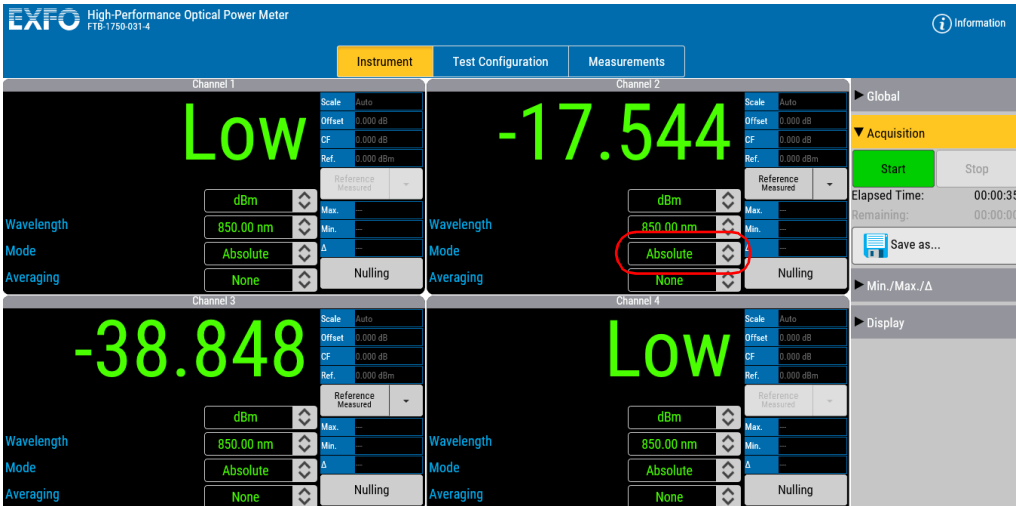 EXFO High-Performance Optical Power Meter
FTB-1750-031-4
Information
Instrument Test Configuration Measurements
Channel 1
Low
Scale Auto
Offset 0.000 dB
CF 0.000 dB
Ref. 0.000 dBm
Reference Measured
dBm
Wavelength 850.00 nm
Mode Absolute
Averaging None
Max. --
Min. --
Δ --
Nulling
Channel 2
-17.544
Scale Auto
Offset 0.000 dB
CF 0.000 dB
Ref. 0.000 dBm
Reference Measured
dBm
Wavelength 850.00 nm
Mode Absolute
Averaging None
Max. --
Min. --
Δ --
Nulling
Channel 3
-38.848
Scale Auto
Offset 0.000 dB
CF 0.000 dB
Ref. 0.000 dBm
Reference Measured
dBm
Wavelength 850.00 nm
Mode Absolute
Averaging None
Max. --
Min. --
Δ --
Nulling
Channel 4
Low
Scale Auto
Offset 0.000 dB
CF 0.000 dB
Ref. 0.000 dBm
Reference Measured
dBm
Wavelength 850.00 nm
Mode Absolute
Averaging None
Max. --
Min. --
Δ --
Nulling
Global
Acquisition
Start Stop
Elapsed Time: 00:00:35
Remaining: 00:00:00
Save as...
Min./Max./Δ
Display